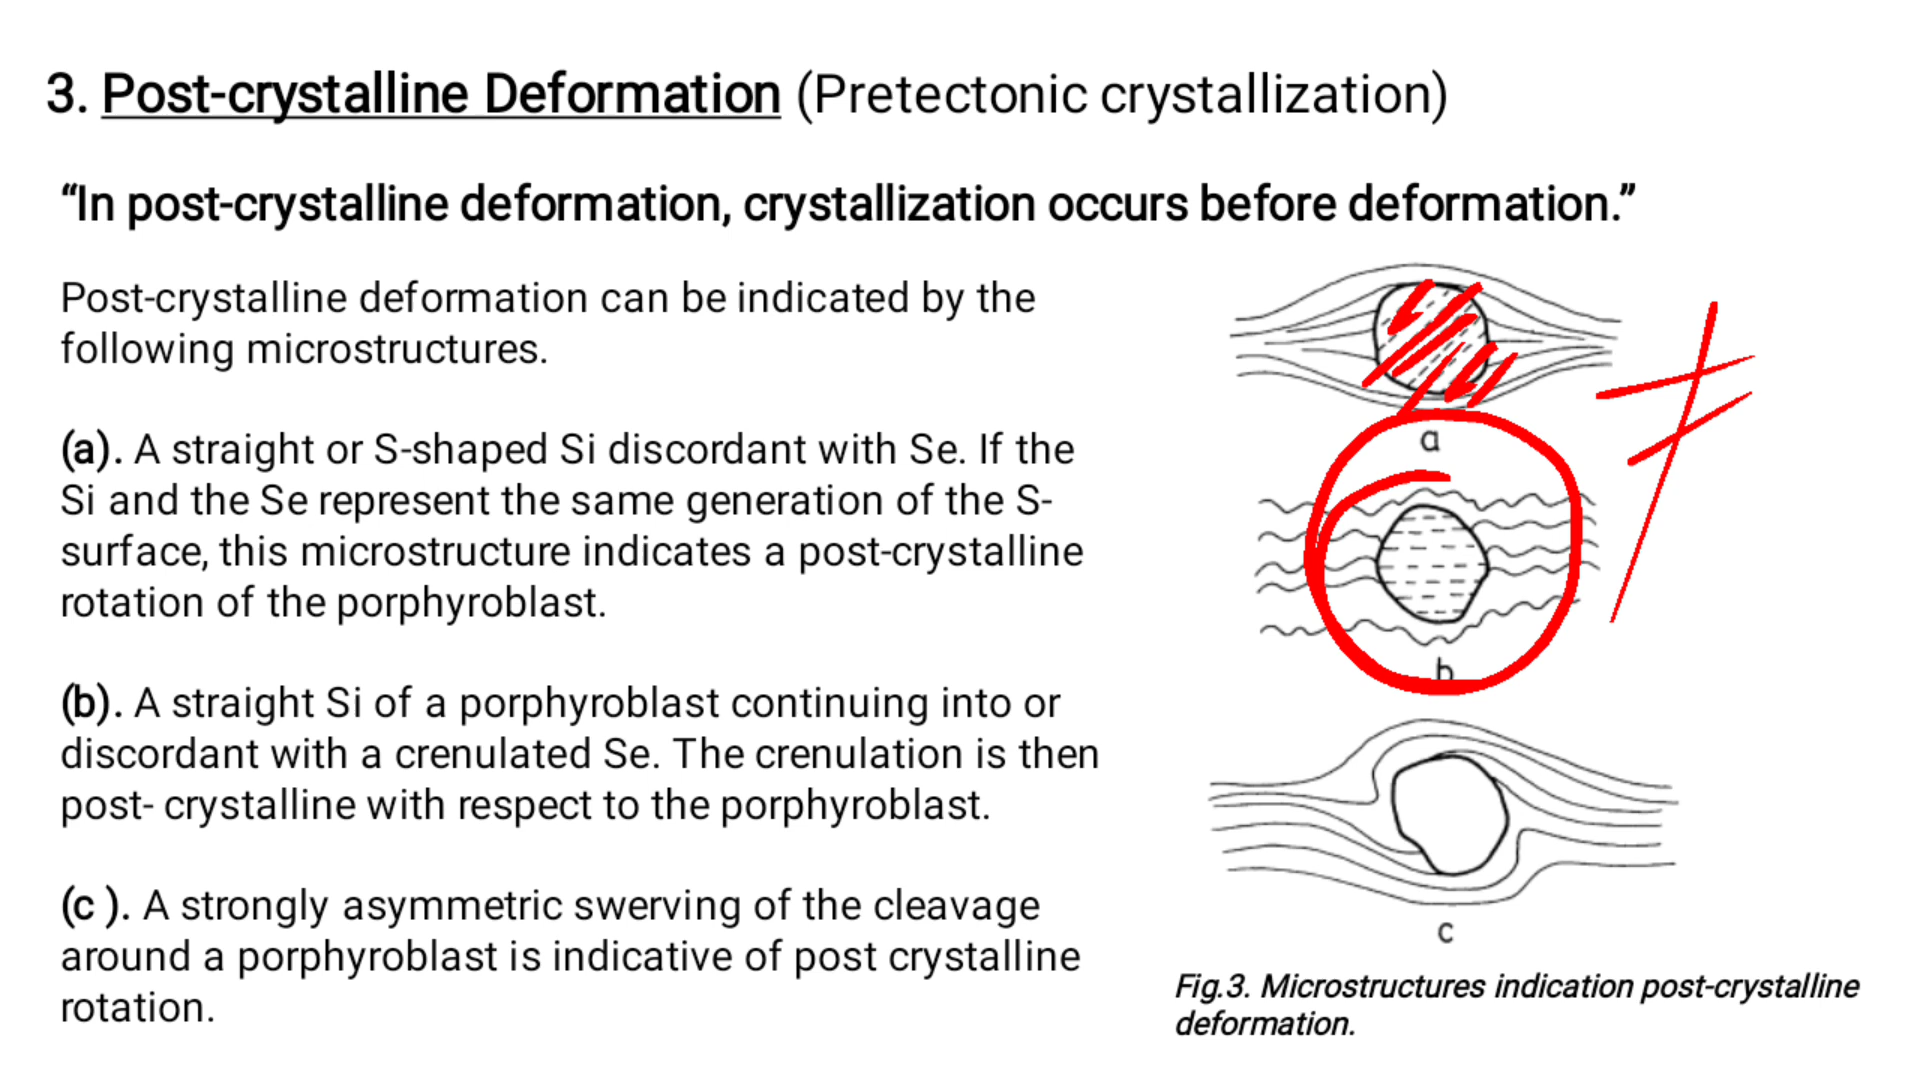 3. Post-crystalline Deformation (Pretectonic crystallization)
“In post-crystalline deformation, crystallization occurs before deformation.”
Post-crystalline deformation can be indicated by the
following microstructures.
(a). A straight or S-shaped Si discordant with Se. If the
Si and the Se represent the same generation of the S-
surface, this microstructure indicates a post-crystalline
rotation of the porphyroblast.
(b). A straight Si of a porphyroblast continuing into or
discordant with a crenulated Se. The crenulation is then
post- crystalline with respect to the porphyroblast.
(c ). A strongly asymmetric swerving of the cleavage
around a porphyroblast is indicative of post crystalline
rotation.
a
b
c
Fig.3. Microstructures indication post-crystalline
deformation.